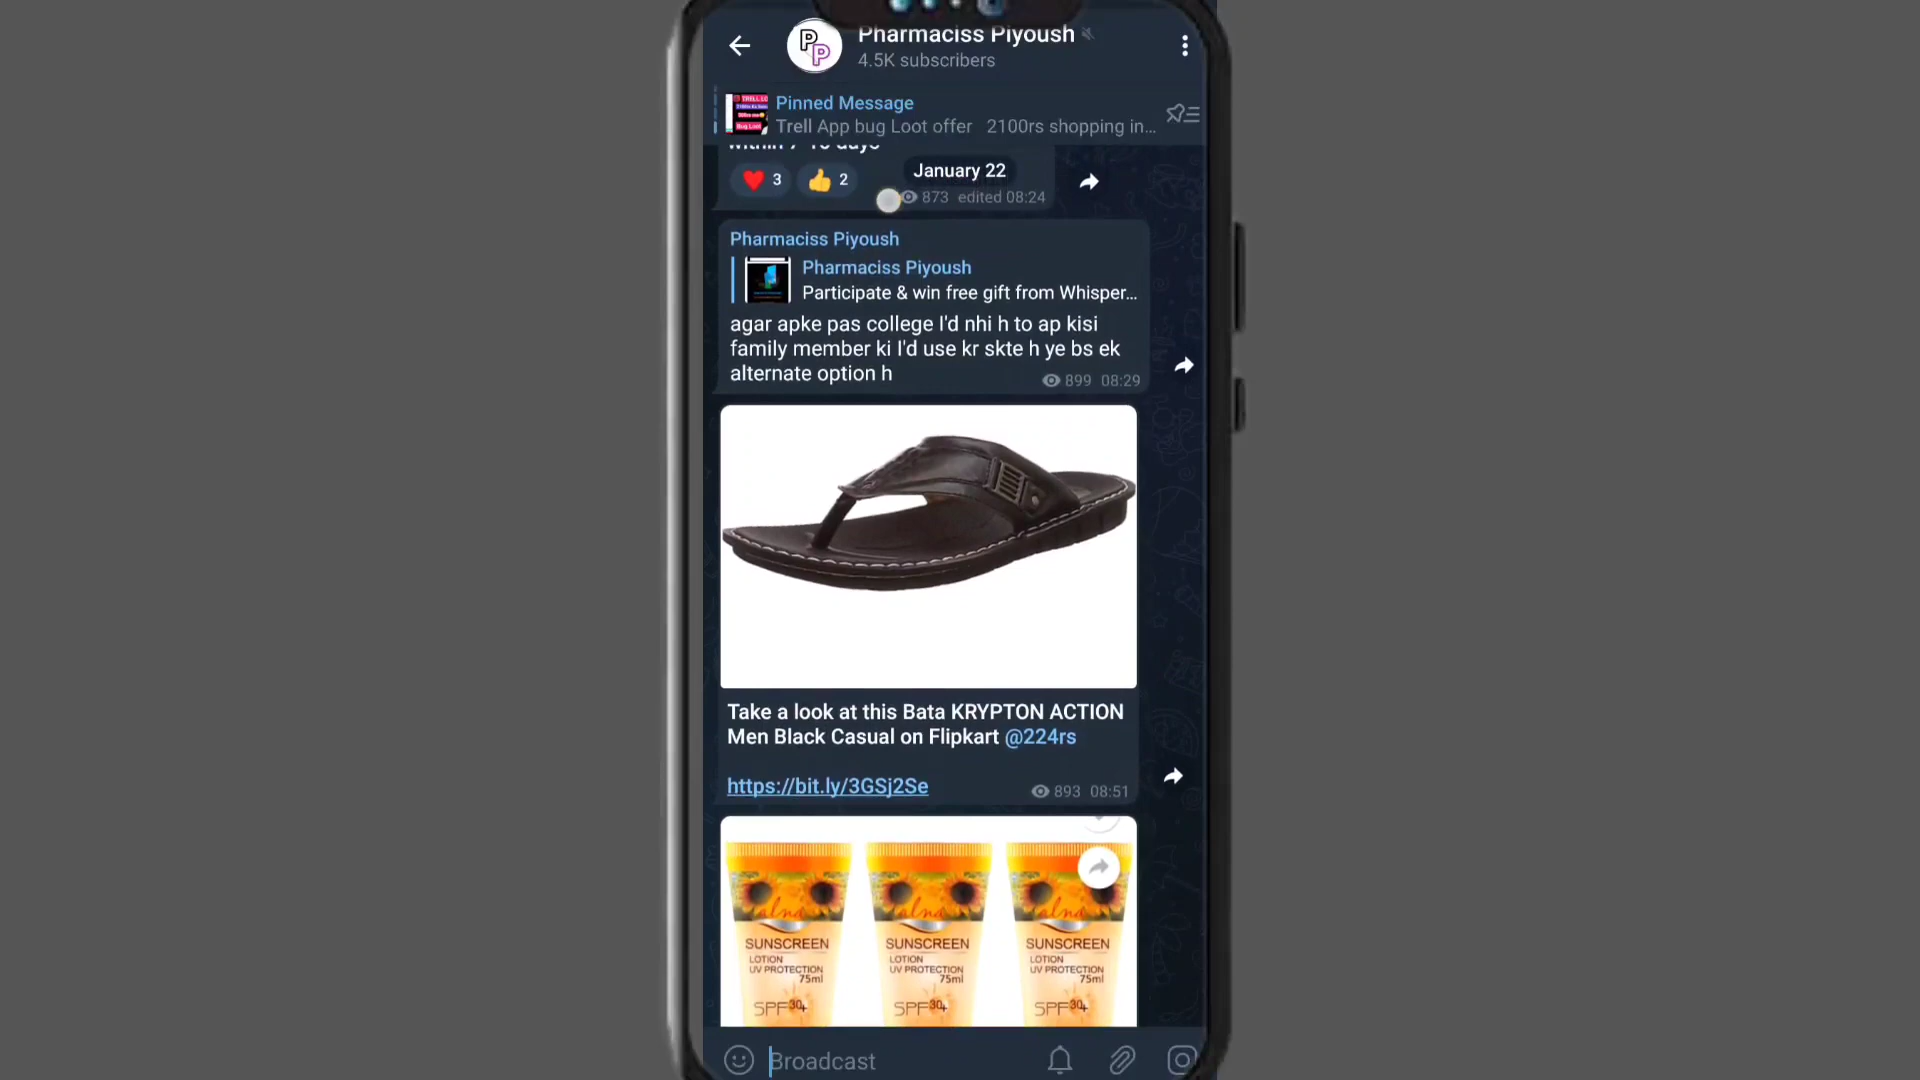 Pharmaciss Piyoush
4.5K subscribers
Pinned Message
Trell App bug Loot offer 2100rs shopping in...
3
2
January 22
873 edited 08:24
Pharmaciss Piyoush
Pharmaciss Piyoush
Participate & win free gift from Whisper...
agar apke pas college I'd nhi h to ap kisi
family member ki I'd use kr skte h ye bs ek
alternate option h
899 08:29
Take a look at this Bata KRYPTON ACTION
Men Black Casual on Flipkart @224rs
https://bit.ly/3GSj2Se
893 08:51
alna alna alna
SUNSCREEN SUNSCREEN SUNSCREEN
LOTION LOTION LOTION
UV PROTECTION UV PROTECTION UV PROTECTION
75ml 75ml 75ml
SPF30+ SPF30+ SPF30+
Broadcast